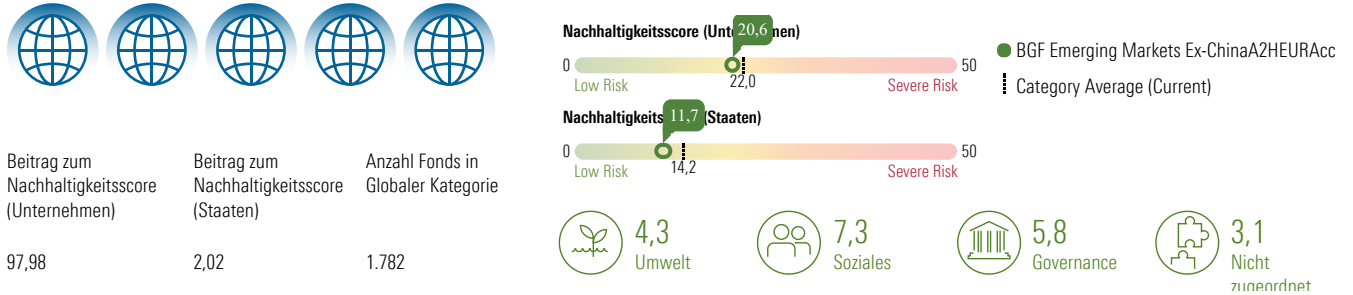 Beitrag zum
Nachhaltigkeitsscore
(Unternehmen)
97,98
Beitrag zum
Nachhaltigkeitsscore
(Staaten)
2,02
Anzahl Fonds in
Globaler Kategorie
1.782
Nachhaltigkeitsscore (Unt nen)
20,6
0
50
Low Risk
22,0
Severe Risk
Nachhaltigkeits (Staaten)
11,7
0
50
Low Risk
14,2
Severe Risk
BGF Emerging Markets Ex-ChinaA2HEURAcc
Category Average (Current)
4,3
Umwelt
7,3
Soziales
5,8
Governance
3,1
Nicht
zugeordnet